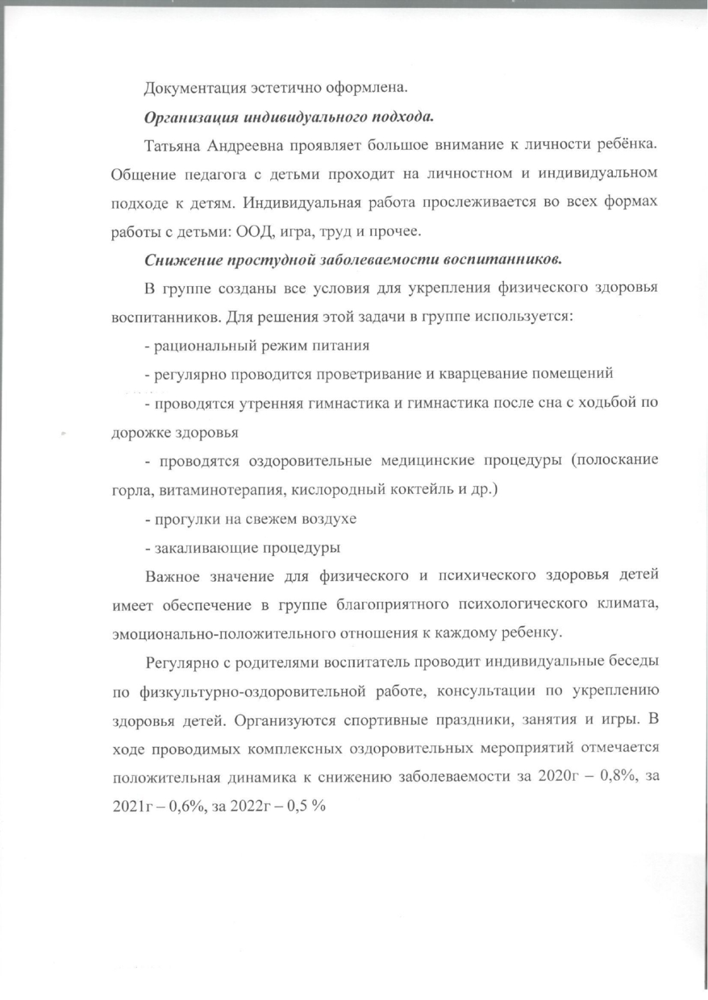 Документация эстетично оформлена.
Организация индивидуального подхода.
Татьяна Андреевна проявляет большое внимание к личности ребёнка.
Общение педагога с детьми проходит на личностном и индивидуальном
подходе к детям. Индивидуальная работа прослеживается во всех формах
работы с детьми: ООД, игра, труд и прочее.
Снижение простудной заболеваемости воспитанников.
В группе созданы все условия для укрепления физического здоровья
воспитанников. Для решения этой задачи в группе используется:
- рациональный режим питания
- регулярно проводится проветривание и кварцевание помещений
- проводятся утренняя гимнастика и гимнастика после сна с ходьбой по
дорожке здоровья
- проводятся оздоровительные медицинские процедуры (полоскание
горла, витаминотерапия, кислородный коктейль и др.)
- прогулки на свежем воздухе
- закаливающие процедуры
Важное значение для физического и психического здоровья детей
имеет обеспечение в группе благоприятного психологического климата,
эмоционально-положительного отношения к каждому ребенку.
Регулярно с родителями воспитатель проводит индивидуальные беседы
по физкультурно-оздоровительной работе, консультации по укреплению
здоровья детей. Организуются спортивные праздники, занятия и игры. В
ходе проводимых комплексных оздоровительных мероприятий отмечается
положительная динамика к снижению заболеваемости за 2020г – 0,8%, за
2021г – 0,6%, за 2022г – 0,5 %